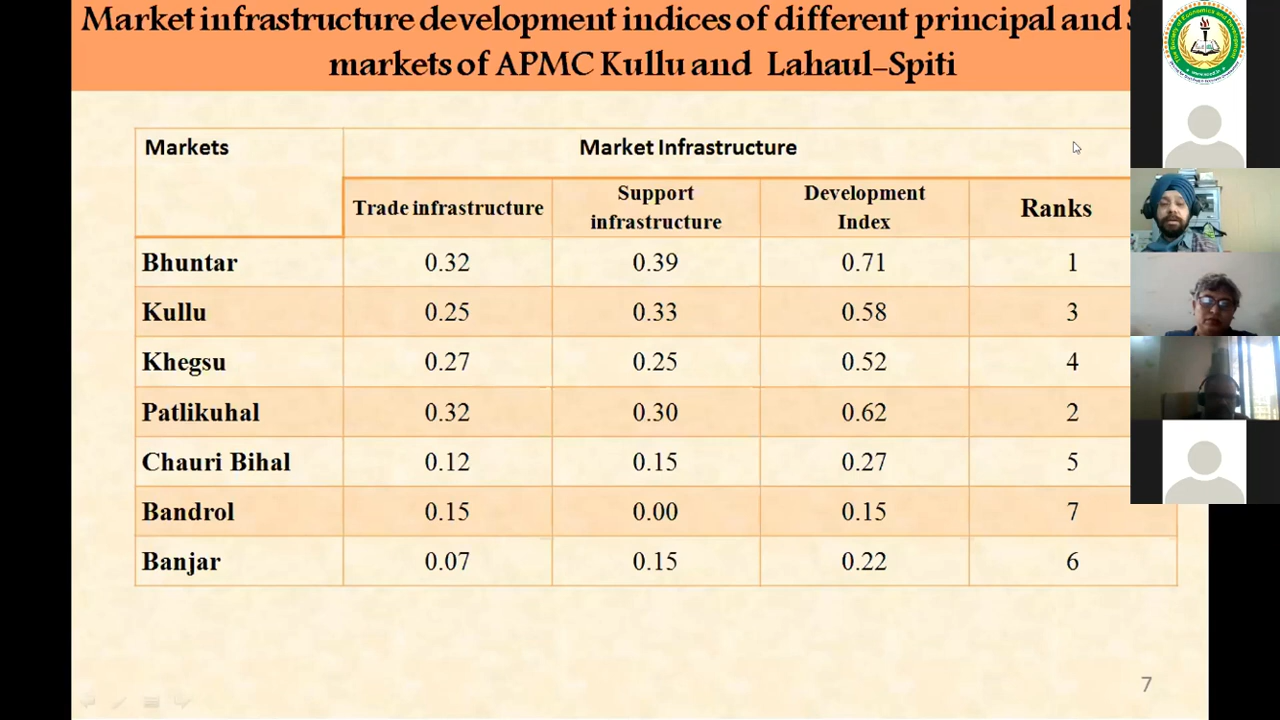 Market infrastructure development indices of different principal and
markets of APMC Kullu and Lahaul-Spiti
Markets Market Infrastructure
Trade infrastructure Support infrastructure Development Index Ranks
Bhuntar 0.32 0.39 0.71 1
Kullu 0.25 0.33 0.58 3
Khegsu 0.27 0.25 0.52 4
Patlikuhal 0.32 0.30 0.62 2
Chauri Bihal 0.12 0.15 0.27 5
Bandrol 0.15 0.00 0.15 7
Banjar 0.07 0.15 0.22 6
7